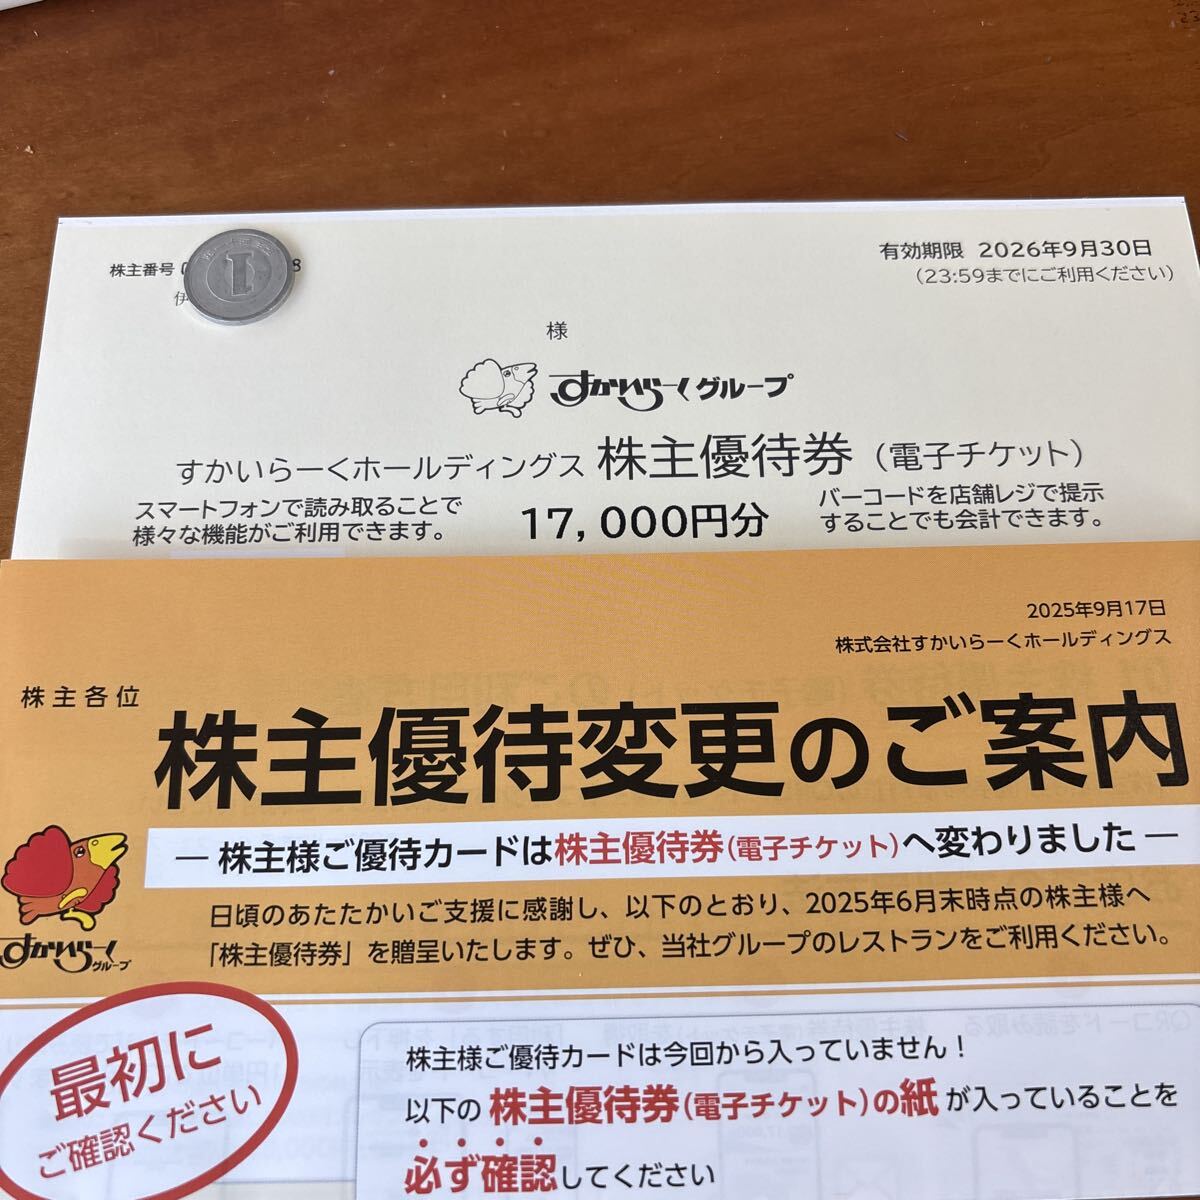 株主番号
8
伊
有効期限 2026年9月30日
(23:59までにご利用ください)
様
すかいらーくグループ
すかいらーくホールディングス 株主優待券 (電子チケット)
スマートフォンで読み取ることで
様々な機能がご利用できます。
17,000円分
バーコードを店舗レジで提示
することでも会計できます。
2025年9月17日
株式会社すかいらーくホールディングス
株主各位
株主優待変更のご案内
― 株主様ご優待カードは株主優待券(電子チケット)へ変わりました ―
日頃のあたたかいご支援に感謝し、以下のとおり、2025年6月末時点の株主様へ
「株主優待券」を贈呈いたします。ぜひ、当社グループのレストランをご利用ください。
すかいらーく
グループ
最初に
ご確認ください
株主様ご優待カードは今回から入っていません!
以下の 株主優待券(電子チケット)の紙 が入っていることを
必ず確認してください